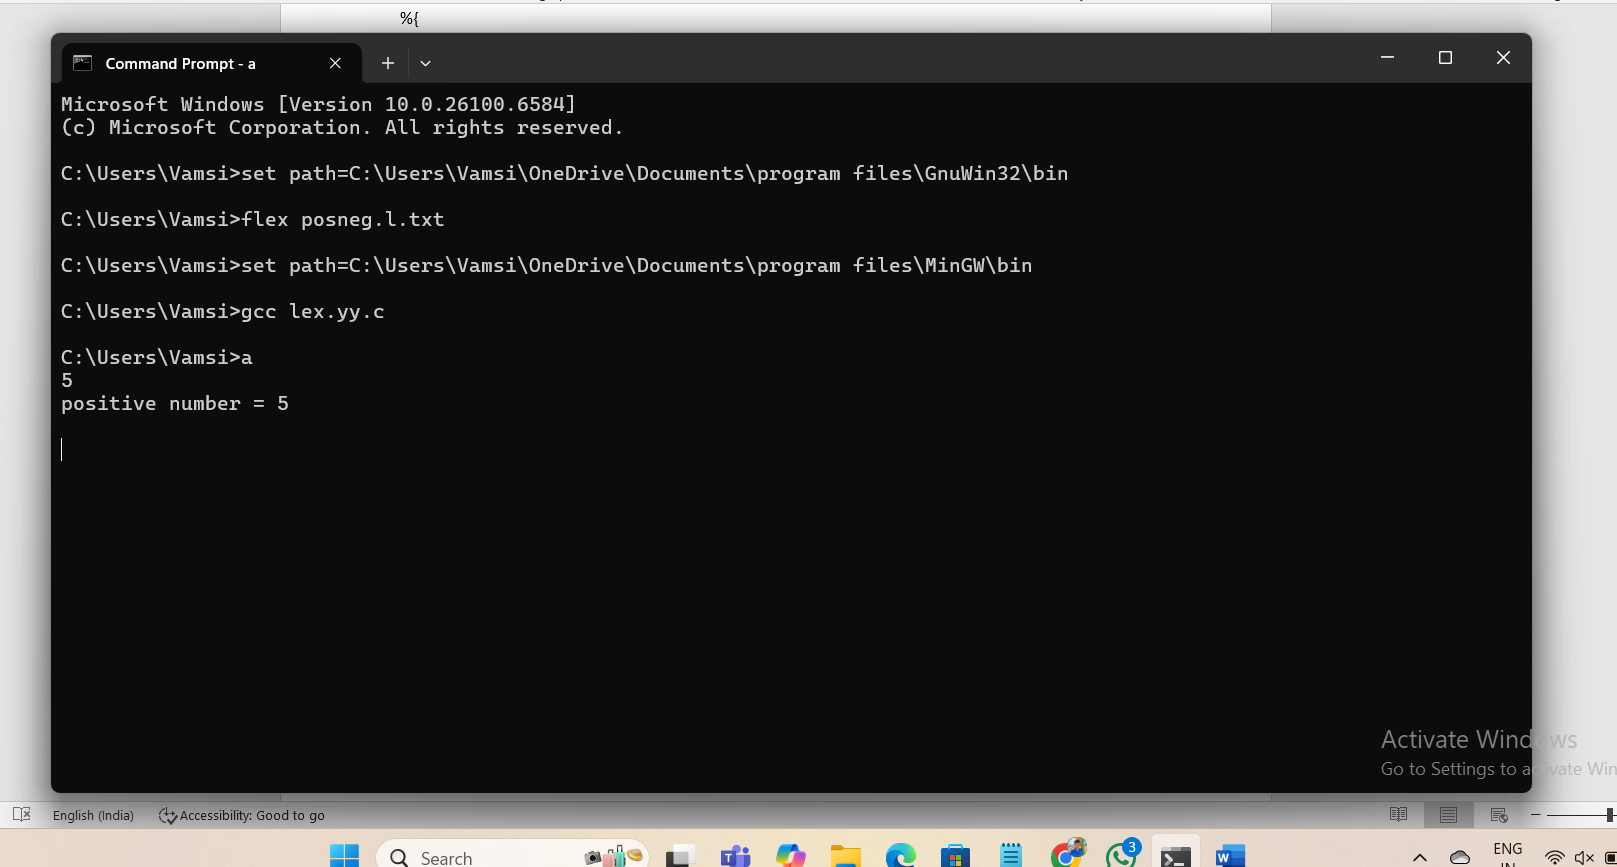 %{
Command Prompt - a
Microsoft Windows [Version 10.0.26100.6584]
(c) Microsoft Corporation. All rights reserved.
C:\Users\Vamsi>set path=C:\Users\Vamsi\OneDrive\Documents\program files\GnuWin32\bin
C:\Users\Vamsi>flex posneg.l.txt
C:\Users\Vamsi>set path=C:\Users\Vamsi\OneDrive\Documents\program files\MinGW\bin
C:\Users\Vamsi>gcc lex.yy.c
C:\Users\Vamsi>a
5
positive number = 5
Activate Windows
Go to Settings to activate Win
English (India) Accessibility: Good to go
Search
3
ENG